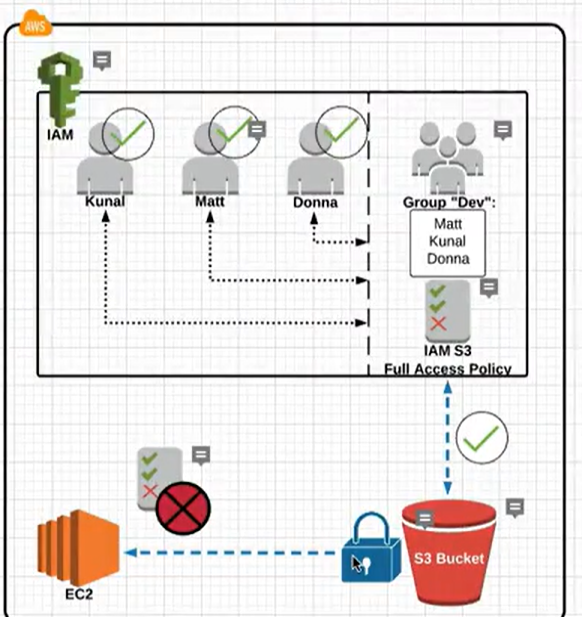 AWS
IAM
Kunal
Matt
Donna
Group "Dev":
Matt
Kunal
Donna
IAM S3
Full Access Policy
S3 Bucket
EC2